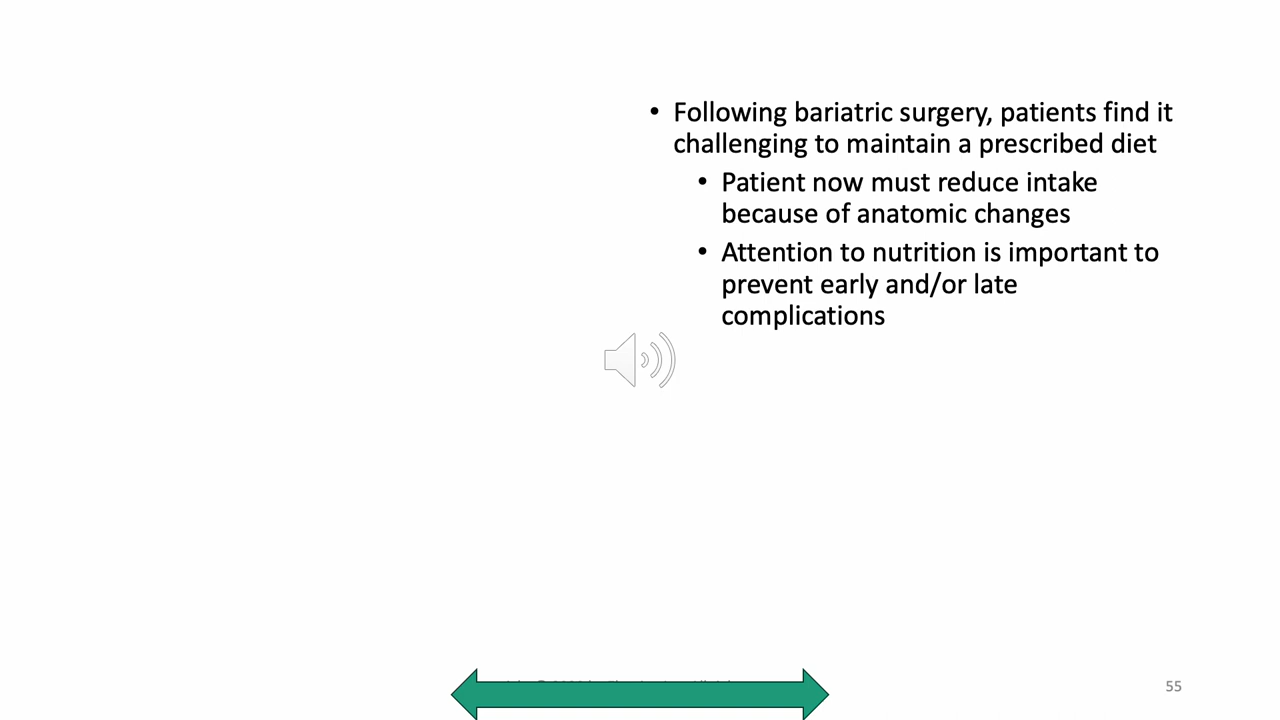 • Following bariatric surgery, patients find it
challenging to maintain a prescribed diet
• Patient now must reduce intake
because of anatomic changes
• Attention to nutrition is important to
prevent early and/or late
complications
55